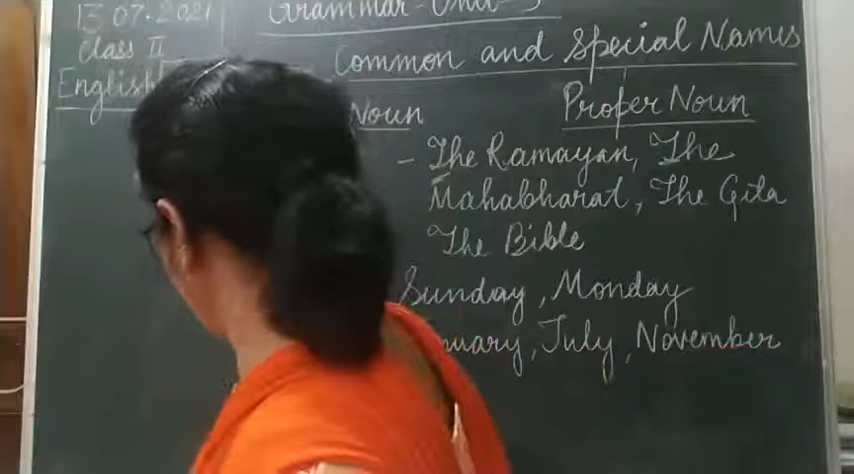 13.07.2021
Class II
English
Grammar-Unit-5
Common and Special Names
Noun
Proper Noun
- The Ramayan, The
Mahabharat, The Gita
The Bible
Sunday, Monday
nuary, July, November